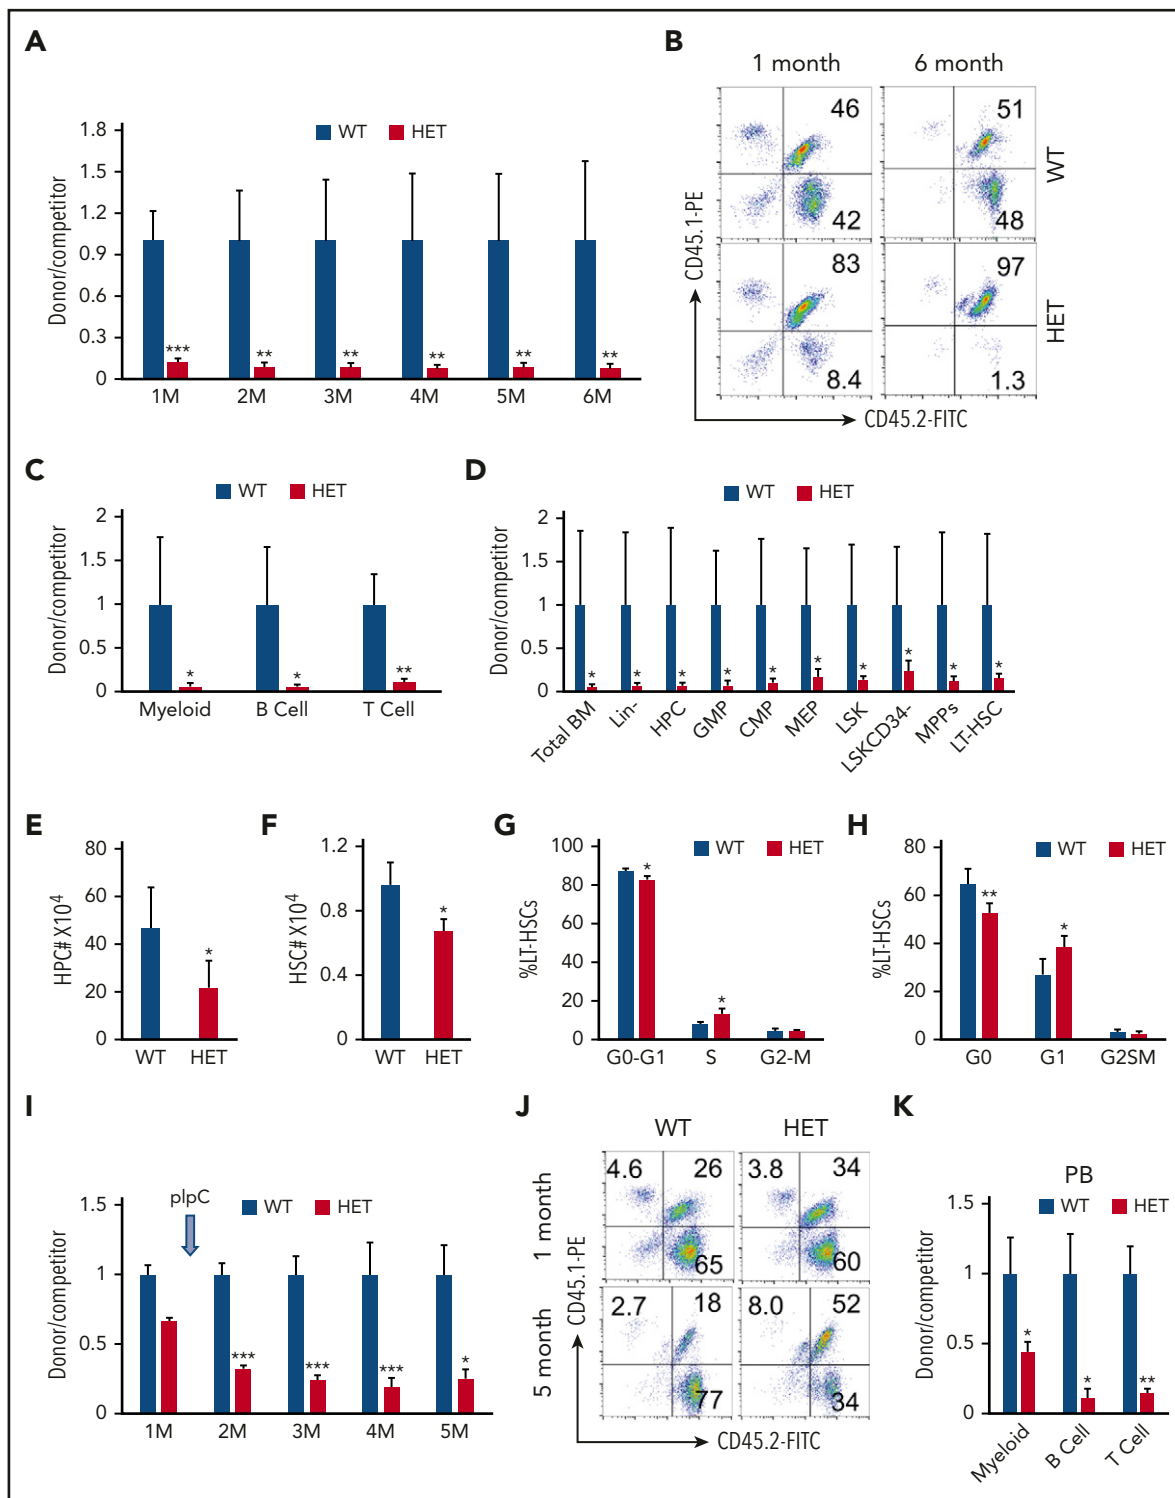 A
WT HET
Donor/competitor
1.8
1.5
1.2
0.9
0.6
0.3
0
*** ** ** ** ** **
1M 2M 3M 4M 5M 6M
B
1 month 6 month
46 51
42 48
WT
83 97
8.4 1.3
HET
CD45.1-PE
CD45.2-FITC
C
WT HET
Donor/competitor
2
1.5
1
0.5
0
* * **
Myeloid B Cell T Cell
D
WT HET
Donor/competitor
2
1.5
1
0.5
0
* * * * * * * * * *
Total BM Lin- HPC GMP CMP MEP LSK LSKCD34- MPPs LT-HSC
E
HPC# X10⁴
80
60
40
20
0
*
WT HET
F
HSC# X10⁴
1.2
0.8
0.4
0
*
WT HET
G
WT HET
%LT-HSCs
100
80
60
40
20
0
* *
G0-G1 S G2-M
H
WT HET
%LT-HSCs
80
60
40
20
0
** *
G0 G1 G2SM
I
pIpC
WT HET
Donor/competitor
1.5
1
0.5
0
*** *** *** *
1M 2M 3M 4M 5M
J
WT HET
1 month
4.6 26 3.8 34
65 60
5 month
2.7 18 8.0 52
77 34
CD45.1-PE
CD45.2-FITC
K
PB
WT HET
Donor/competitor
1.5
1
0.5
0
* * **
Myeloid B Cell T Cell